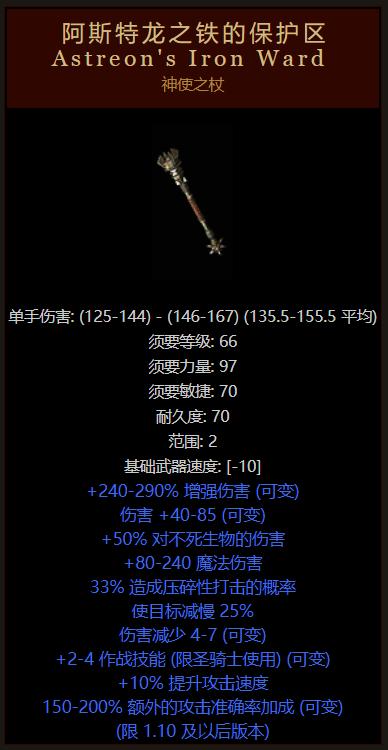 阿斯特龙之铁的保护区
Astreon's Iron Ward
神使之杖
单手伤害: (125-144) - (146-167) (135.5-155.5 平均)
须要等级: 66
须要力量: 97
须要敏捷: 70
耐久度: 70
范围: 2
基础武器速度: [-10]
+240-290% 增强伤害 (可变)
伤害 +40-85 (可变)
+50% 对不死生物的伤害
+80-240 魔法伤害
33% 造成压碎性打击的概率
使目标减慢 25%
伤害减少 4-7 (可变)
+2-4 作战技能 (限圣骑士使用) (可变)
+10% 提升攻击速度
150-200% 额外的攻击准确率加成 (可变)
(限 1.10 及以后版本)